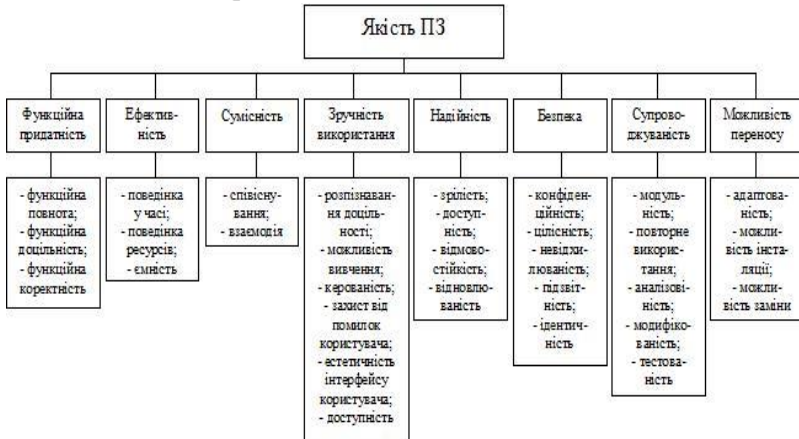 Якість ПЗ
Функційна
придатність
Ефектив-
ність
Сумісність
Зручність
використання
Надійність
Безпека
Супрово-
джуваність
Можливість
переносу
- функційна
повнота;
- функційна
доцільність;
- функційна
коректність
- поведінка
у часі;
- поведінка
ресурсів;
- ємність
- співісну-
вання;
- взаємодія
- розпізнаван-
ня доціль-
ності;
- можливість
вивчення;
- керованість;
- захист від
помилок
користувача;
- естетичність
інтерфейсу
користувача;
- доступність
- зрілість;
- доступ-
ність;
- відмово-
стійкість;
- відновлю-
ваність
- конфіден-
ційність;
- цілісність;
- невідхи-
люваність;
- підзвіт-
ність;
- ідентич-
ність
- модуль-
ність;
- повторне
викорис-
тання;
- аналізові-
ність;
- модифіко-
ваність;
- тестова-
ність
- адаптова-
ність;
- можли-
вість інста-
ляції;
- можли-
вість заміни